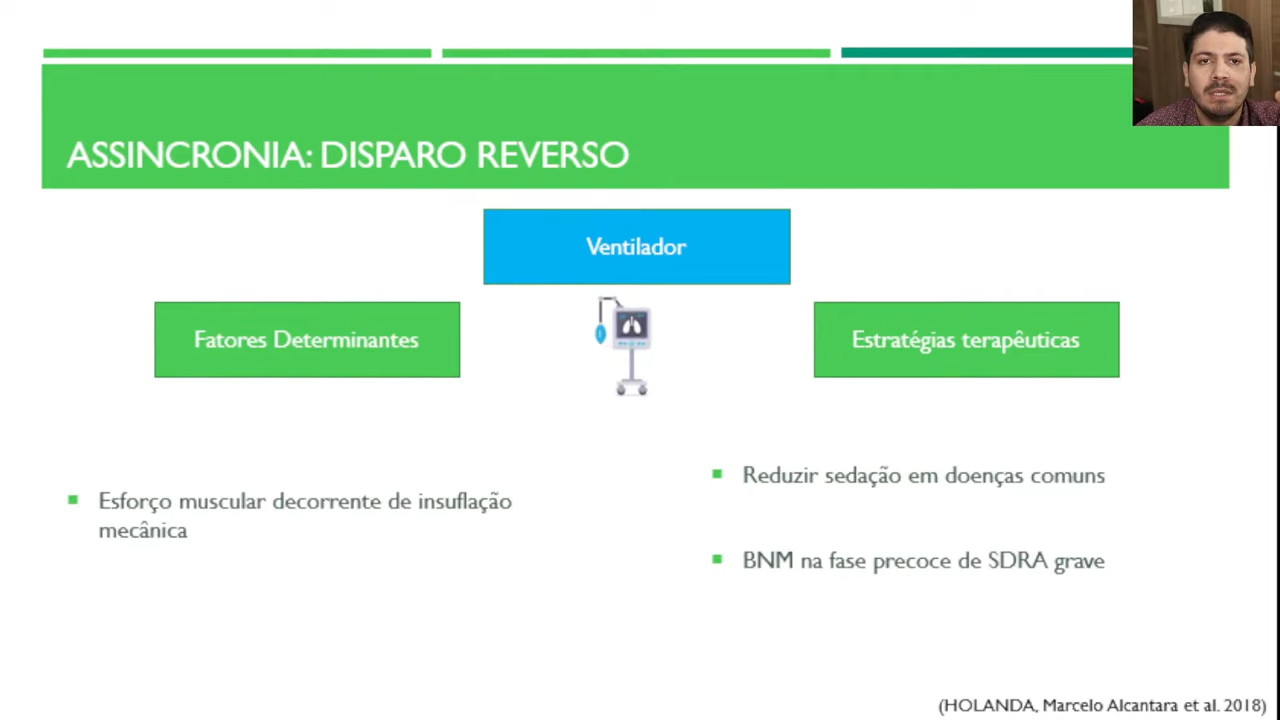 ASSINCRONIA: DISPARO REVERSO
Ventilador
Fatores Determinantes
Estratégias terapêuticas
Esforço muscular decorrente de insuflação
mecânica
Reduzir sedação em doenças comuns
BNM na fase precoce de SDRA grave
(HOLANDA, Marcelo Alcantara et al. 2018)